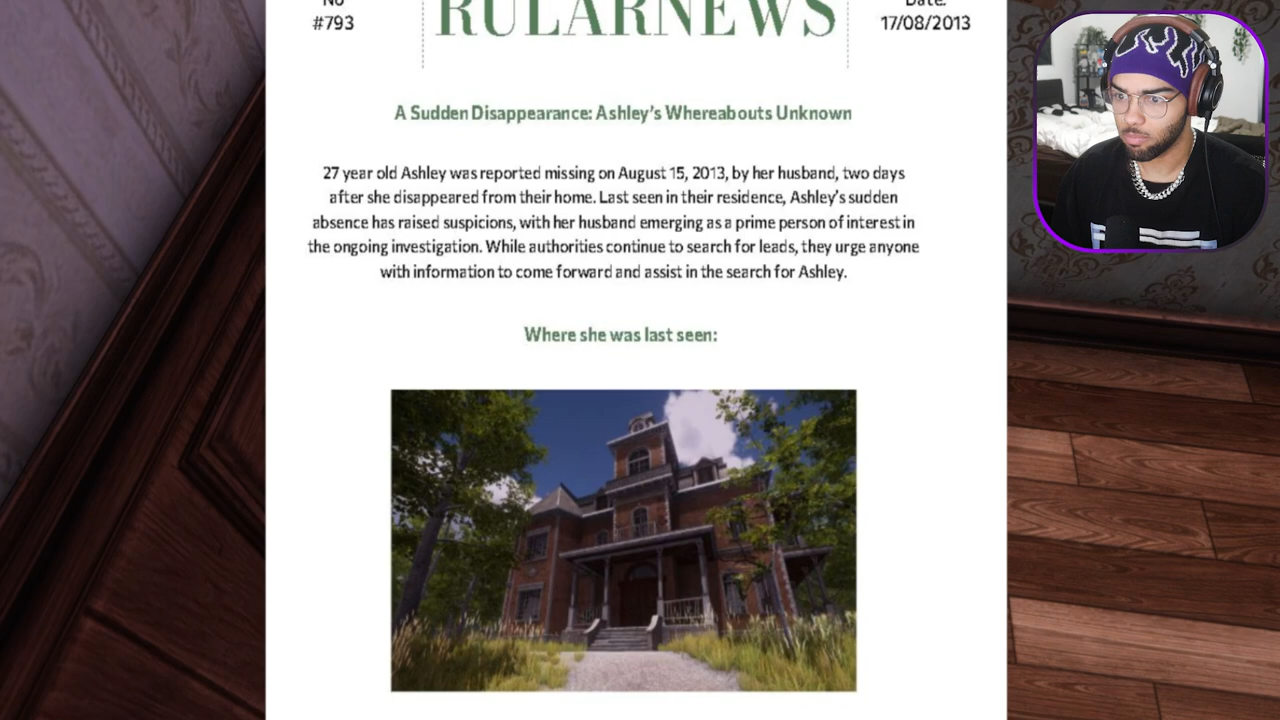 No
#793
RULARNEWS
Date:
17/08/2013
A Sudden Disappearance: Ashley's Whereabouts Unknown
27 year old Ashley was reported missing on August 15, 2013, by her husband, two days
after she disappeared from their home. Last seen in their residence, Ashley's sudden
absence has raised suspicions, with her husband emerging as a prime person of interest in
the ongoing investigation. While authorities continue to search for leads, they urge anyone
with information to come forward and assist in the search for Ashley.
Where she was last seen: